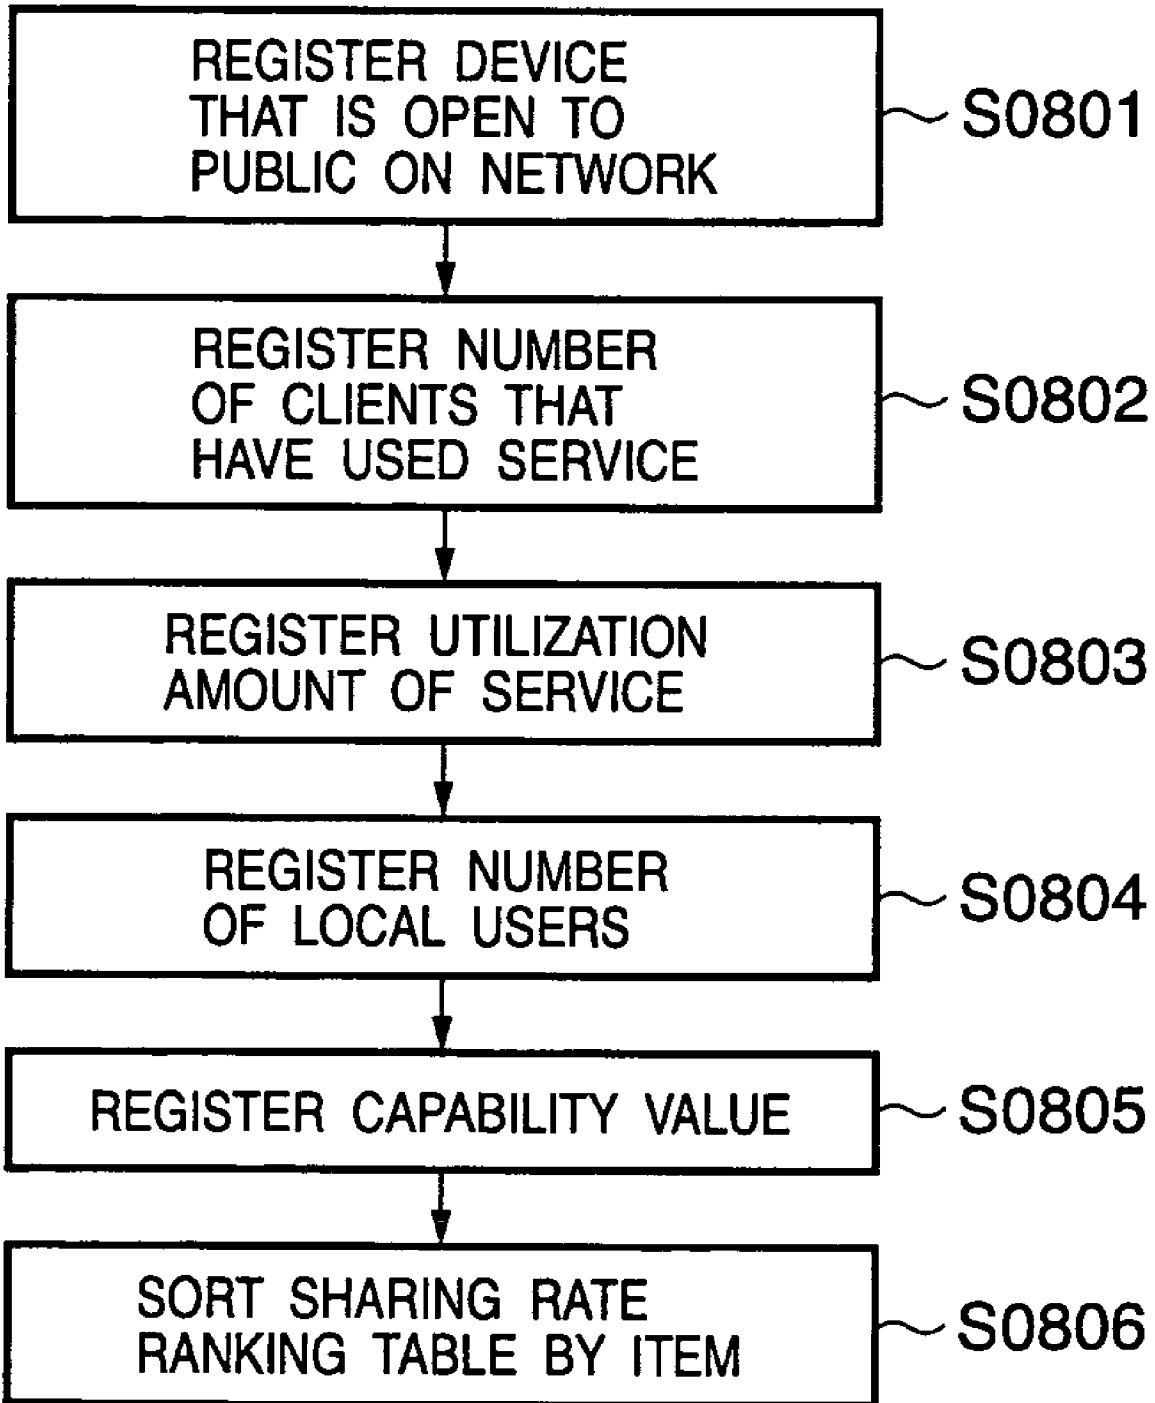 REGISTER DEVICE
THAT IS OPEN TO
PUBLIC ON NETWORK
S0801
REGISTER NUMBER
OF CLIENTS THAT
HAVE USED SERVICE
S0802
REGISTER UTILIZATION
AMOUNT OF SERVICE
S0803
REGISTER NUMBER
OF LOCAL USERS
S0804
REGISTER CAPABILITY VALUE
S0805
SORT SHARING RATE
RANKING TABLE BY ITEM
S0806